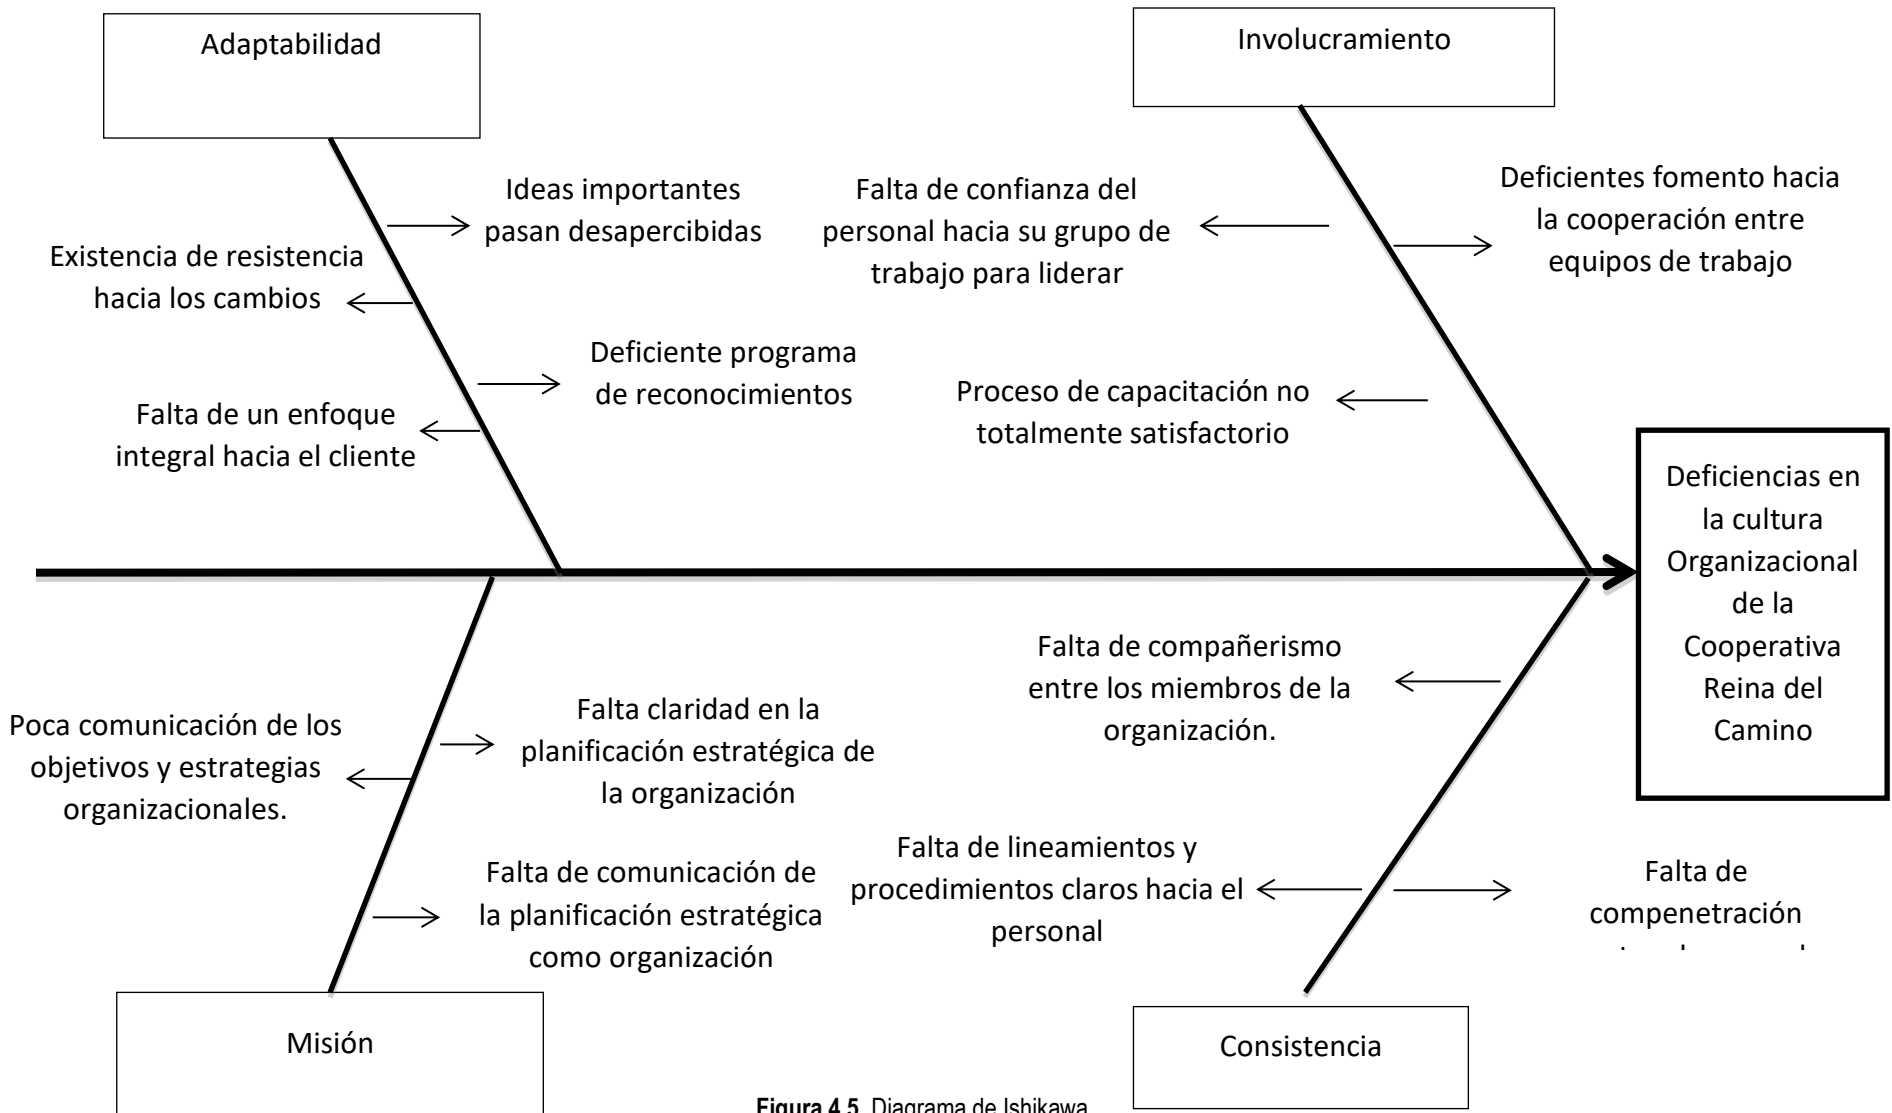 Adaptabilidad
Involucramiento
Ideas importantes
pasan desapercibidas
Existencia de resistencia
hacia los cambios
Deficiente programa
de reconocimientos
Falta de un enfoque
integral hacia el cliente
Falta de confianza del
personal hacia su grupo de
trabajo para liderar
Deficientes fomento hacia
la cooperación entre
equipos de trabajo
Proceso de capacitación no
totalmente satisfactorio
Deficiencias en
la cultura
Organizacional
de la
Cooperativa
Reina del
Camino
Poca comunicación de los
objetivos y estrategias
organizacionales.
Falta claridad en la
planificación estratégica de
la organización
Falta de comunicación de
la planificación estratégica
como organización
Falta de compañerismo
entre los miembros de la
organización.
Falta de lineamientos y
procedimientos claros hacia el
personal
Falta de
compenetración
Misión
Consistencia
Figura 4.5. Diagrama de Ishikawa